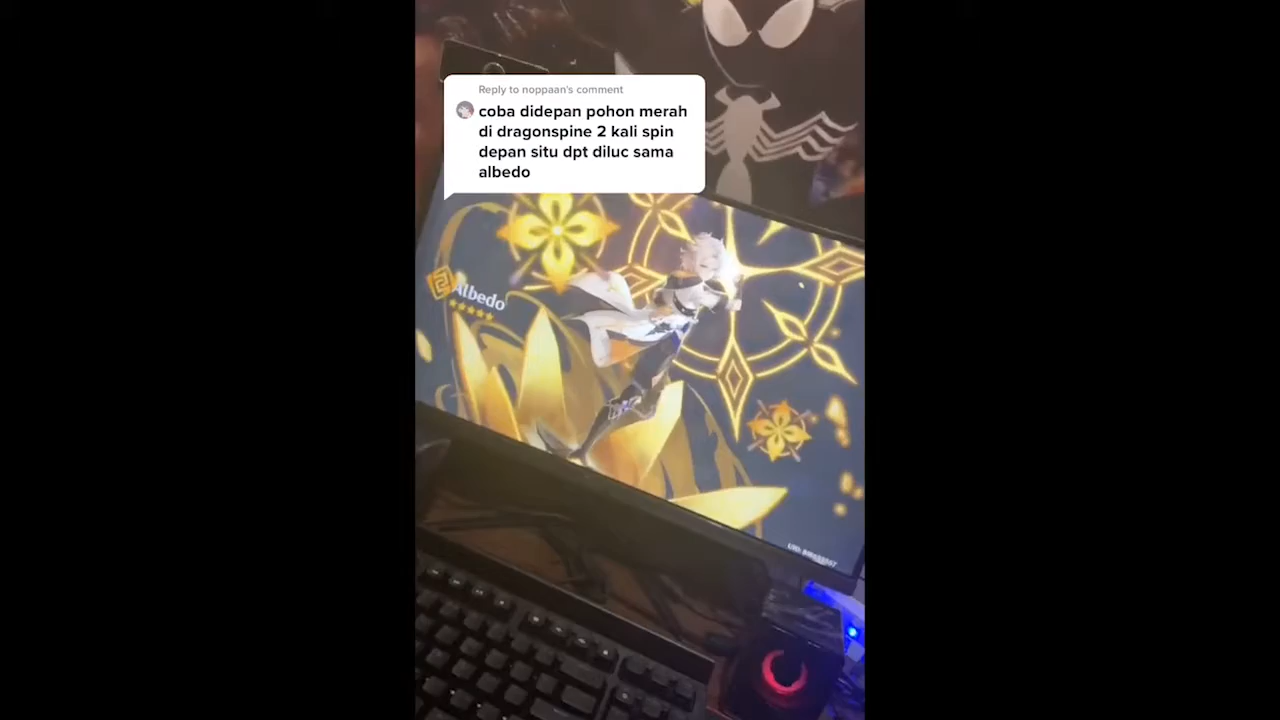 Reply to noppaan's comment
coba didepan pohon merah
di dragonspine 2 kali spin
depan situ dpt diluc sama
albedo
Albedo